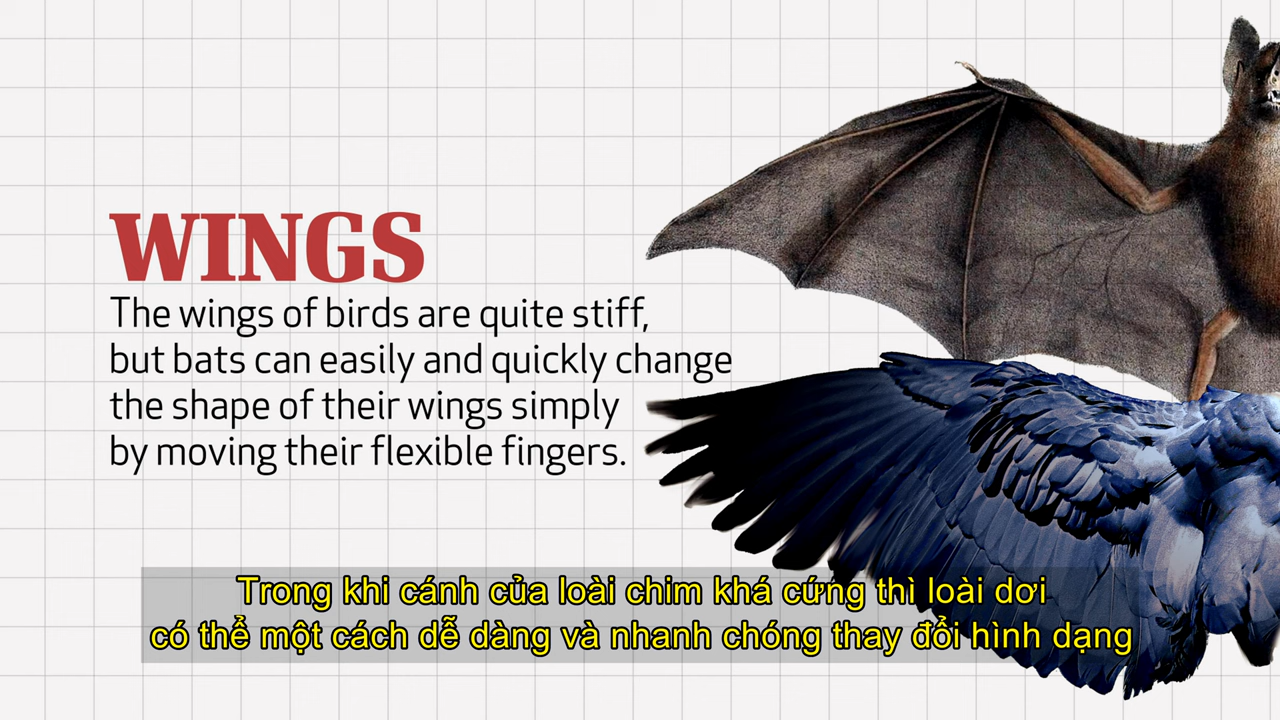 WINGS
The wings of birds are quite stiff,
but bats can easily and quickly change
the shape of their wings simply
by moving their flexible fingers.
Trong khi cánh của loài chim khá cứng thì loài dơi
có thể một cách dễ dàng và nhanh chóng thay đổi hình dạng